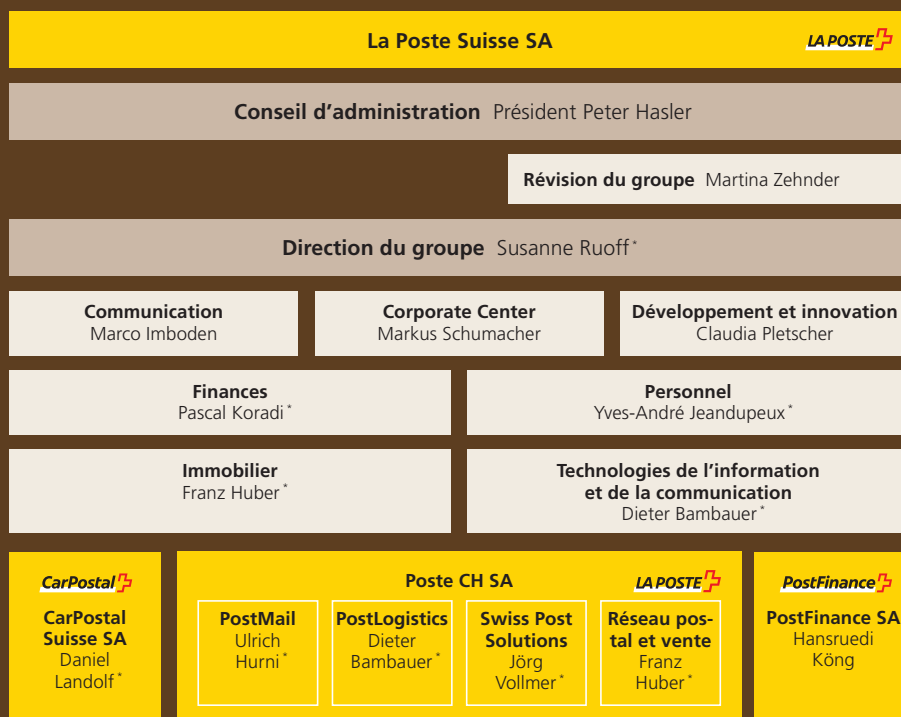 La Poste Suisse SA
LA POSTE
Conseil d'administration Président Peter Hasler
Révision du groupe Martina Zehnder
Direction du groupe Susanne Ruoff*
Communication
Marco Imboden
Corporate Center
Markus Schumacher
Développement et innovation
Claudia Pletscher
Finances
Pascal Koradi*
Personnel
Yves-André Jeandupeux*
Immobilier
Franz Huber*
Technologies de l'information
et de la communication
Dieter Bambauer*
CarPostal
CarPostal
Suisse SA
Daniel
Landolf*
Poste CH SA
LA POSTE
PostMail
Ulrich
Hurni*
PostLogistics
Dieter
Bambauer*
Swiss Post
Solutions
Jörg
Vollmer*
Réseau pos-
tal et vente
Franz
Huber*
PostFinance
PostFinance SA
Hansruedi
Köng